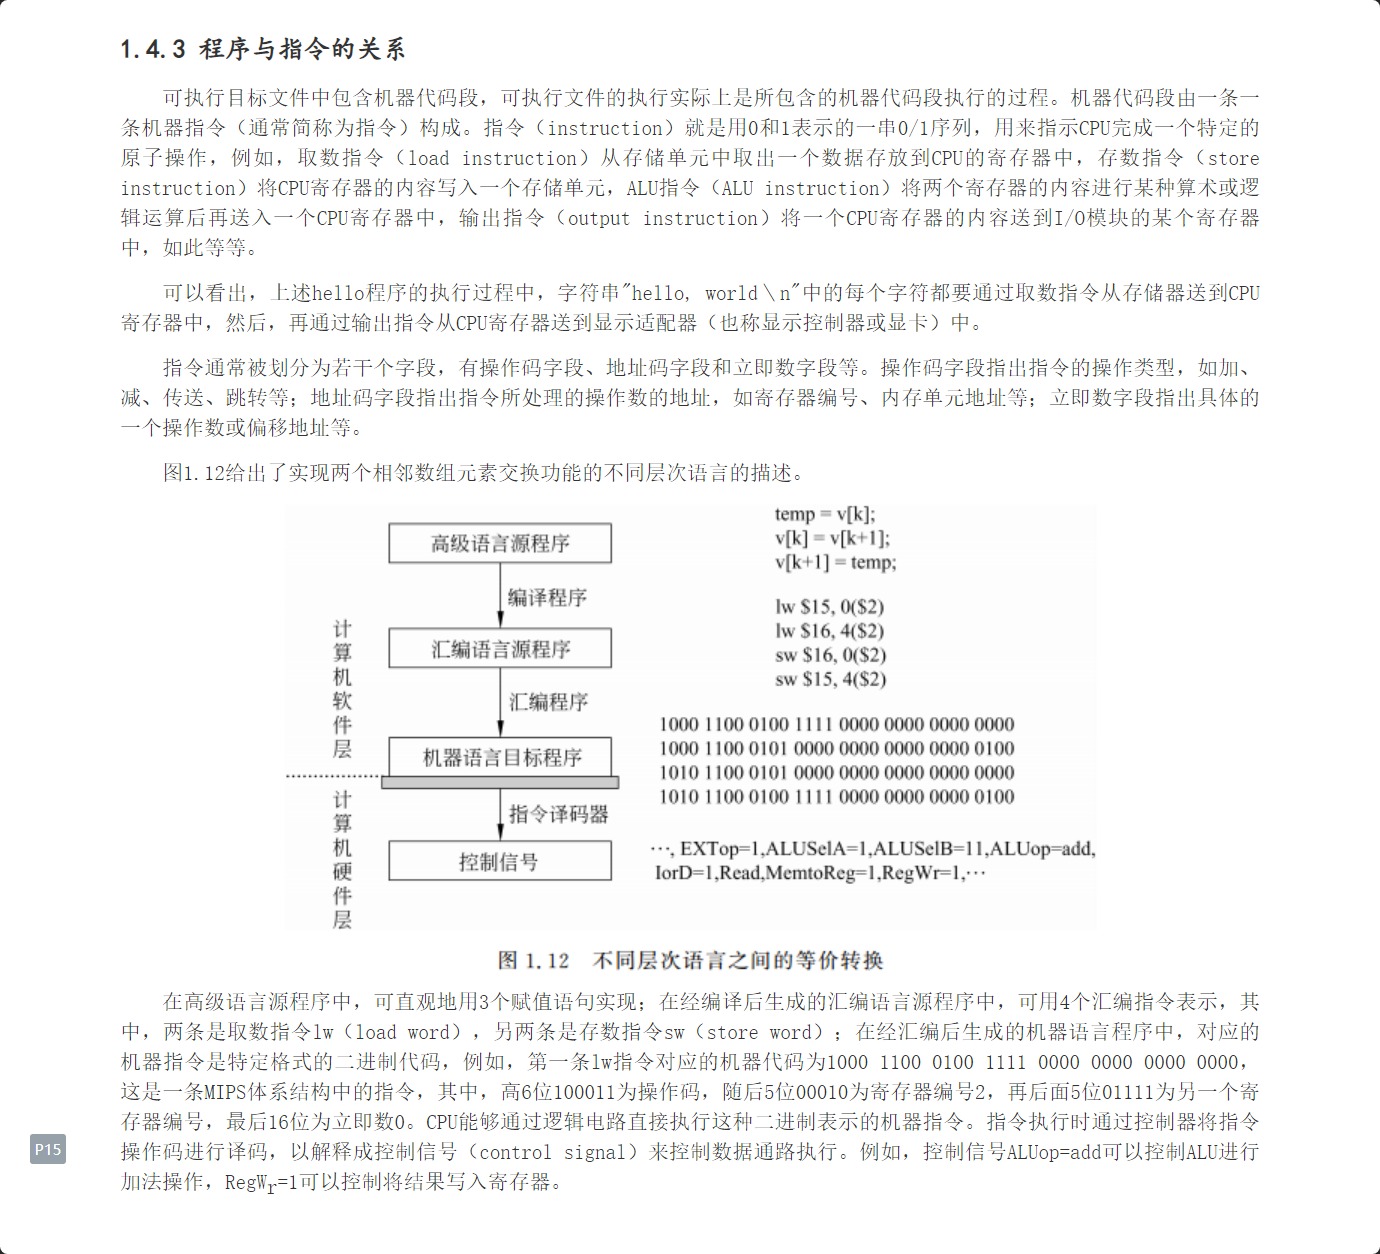 1.4.3 程序与指令的关系
可执行目标文件中包含机器代码段，可执行文件的执行实际上是所包含的机器代码段执行的过程。机器代码段由一条一
条机器指令（通常简称为指令）构成。指令（instruction）就是用0和1表示的一串0/1序列，用来指示CPU完成一个特定的
原子操作，例如，取数指令（load instruction）从存储单元中取出一个数据存放到CPU的寄存器中，存数指令（store
instruction）将CPU寄存器的内容写入一个存储单元，ALU指令（ALU instruction）将两个寄存器的内容进行某种算术或逻
辑运算后再送入一个CPU寄存器中，输出指令（output instruction）将一个CPU寄存器的内容送到I/O模块的某个寄存器
中，如此等等。
可以看出，上述hello程序的执行过程中，字符串"hello, world\n"中的每个字符都要通过取数指令从存储器送到CPU
寄存器中，然后，再通过输出指令从CPU寄存器送到显示适配器（也称显示控制器或显卡）中。
指令通常被划分为若干个字段，有操作码字段、地址码字段和立即数字段等。操作码字段指出指令的操作类型，如加、
减、传送、跳转等；地址码字段指出指令所处理的操作数的地址，如寄存器编号、内存单元地址等；立即数字段指出具体的
一个操作数或偏移地址等。
图1.12给出了实现两个相邻数组元素交换功能的不同层次语言的描述。
计算机软件层
计算机硬件层
高级语言源程序
编译程序
汇编语言源程序
汇编程序
机器语言目标程序
指令译码器
控制信号
temp = v[k];
v[k] = v[k+1];
v[k+1] = temp;
lw $15, 0($2)
lw $16, 4($2)
sw $16, 0($2)
sw $15, 4($2)
1000 1100 0100 1111 0000 0000 0000 0000
1000 1100 0101 0000 0000 0000 0000 0100
1010 1100 0101 0000 0000 0000 0000 0000
1010 1100 0100 1111 0000 0000 0000 0100
…, EXTop=1,ALUSelA=1,ALUSelB=11,ALUop=add,
IorD=1,Read,MemtoReg=1,RegWr=1,…
图 1.12 不同层次语言之间的等价转换
在高级语言源程序中，可直观地用3个赋值语句实现；在经编译后生成的汇编语言源程序中，可用4个汇编指令表示，其
中，两条是取数指令lw（load word），另两条是存数指令sw（store word）；在经汇编后生成的机器语言程序中，对应的
机器指令是特定格式的二进制代码，例如，第一条lw指令对应的机器代码为1000 1100 0100 1111 0000 0000 0000 0000，
这是一条MIPS体系结构中的指令，其中，高6位100011为操作码，随后5位00010为寄存器编号2，再后面5位01111为另一个寄
存器编号，最后16位为立即数0。CPU能够通过逻辑电路直接执行这种二进制表示的机器指令。指令执行时通过控制器将指令
操作码进行译码，以解释成控制信号（control signal）来控制数据通路执行。例如，控制信号ALUop=add可以控制ALU进行
加法操作，RegWr=1可以控制将结果写入寄存器。
P15